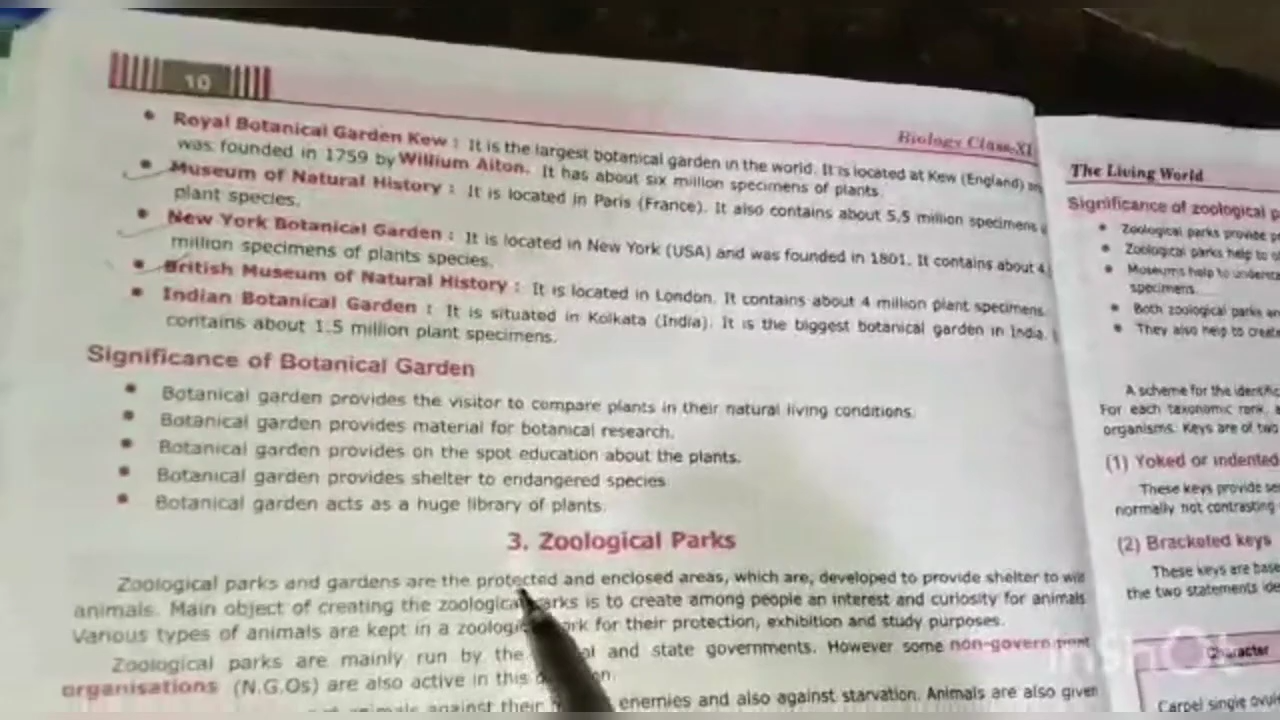 10
Biology Class-XI
Royal Botanical Garden Kew : It is the largest botanical garden in the world. It is located at Kew (England) an
was founded in 1759 by Willium Aiton. It has about six million specimens of plants.
Museum of Natural History : It is located in Paris (France). It also contains about 5.5 million specimens
plant species.
New York Botanical Garden : It is located in New York (USA) and was founded in 1801. It contains about 4
million specimens of plants species.
British Museum of Natural History : It is located in London. It contains about 4 million plant specimens.
Indian Botanical Garden : It is situated in Kolkata (India). It is the biggest botanical garden in India.
contains about 1.5 million plant specimens.
Significance of Botanical Garden
Botanical garden provides the visitor to compare plants in their natural living conditions.
Botanical garden provides material for botanical research.
Botanical garden provides on the spot education about the plants.
Botanical garden provides shelter to endangered species
Botanical garden acts as a huge library of plants.
3. Zoological Parks
Zoological parks and gardens are the protected and enclosed areas, which are, developed to provide shelter to
animals. Main object of creating the zoological parks is to create among people an interest and curiosity for animals
Various types of animals are kept in a for their protection, exhibition and study purposes.
Zoological parks are mainly run by the and state governments. However some
organisations (N.G.Os) are also active in this
animals against their enemies and also against starvation. Animals are also given
The Living World
Significance of zoological p
Zoological parks provide
Zoological parks help to
Museums help to
specimens.
Both zoological parks
They also help to
A scheme for the
For each taxonomic rank,
organisms. Keys are of two
(1) Yoked or indented
These keys provide
normally not contrasting
(2) Bracketed keys
These keys are
the two statements
Character
Carpel single
InShOt